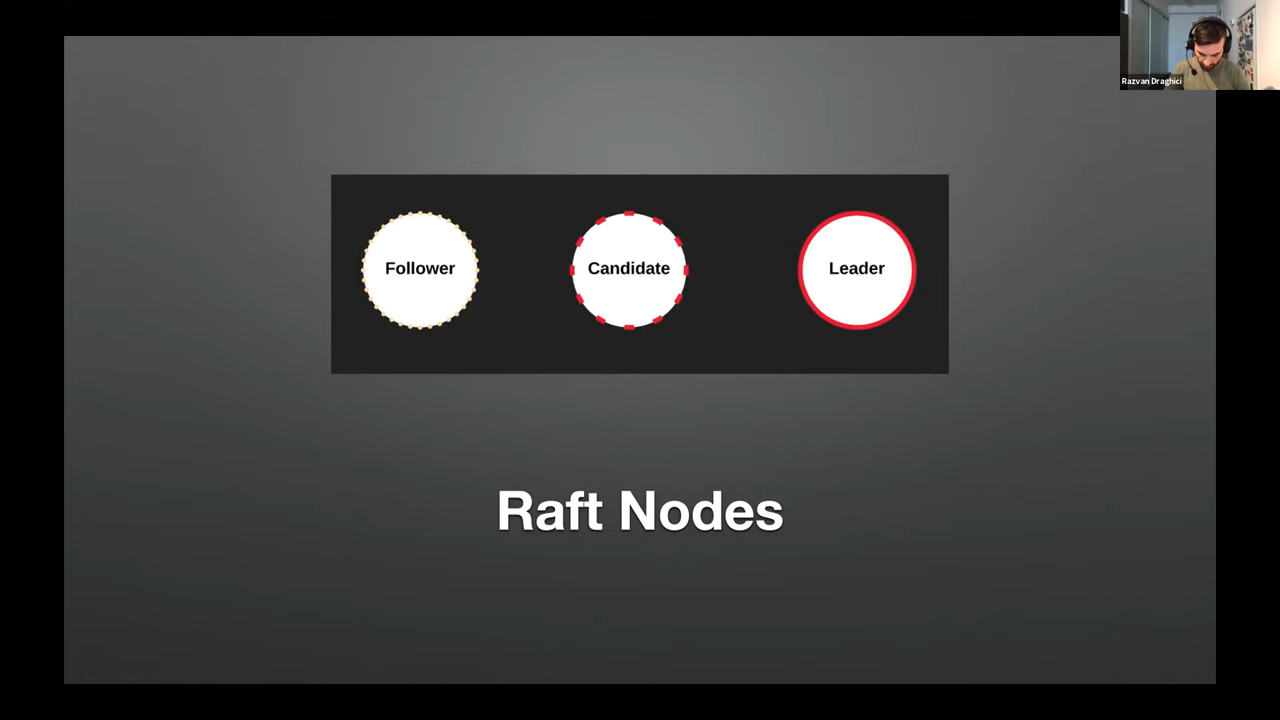 Razvan Draghici
Follower
Candidate
Leader
Raft Nodes